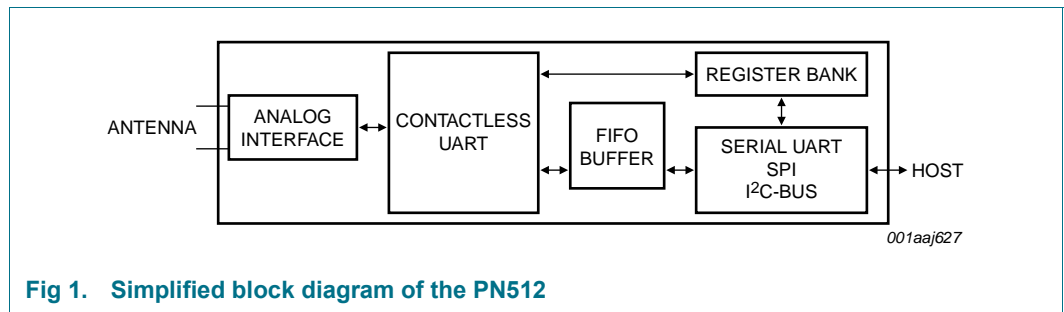 ANTENNA
ANALOG
INTERFACE
CONTACTLESS
UART
FIFO
BUFFER
REGISTER BANK
SERIAL UART
SPI
I²C-BUS
HOST
001aaj627
Fig 1. Simplified block diagram of the PN512